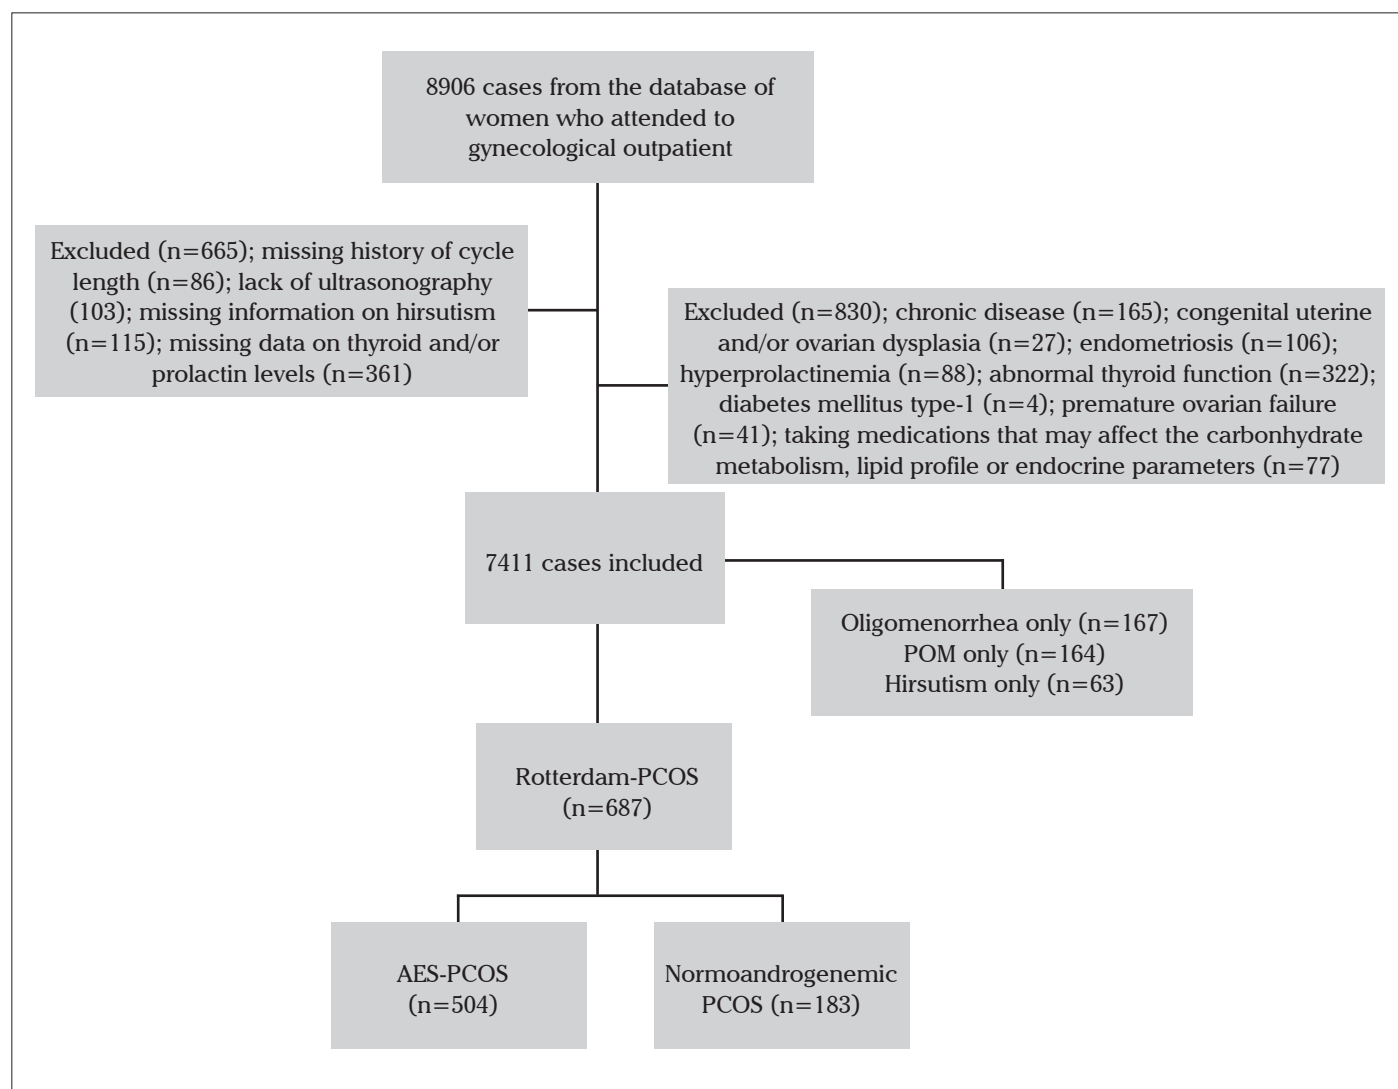 8906 cases from the database of
women who attended to
gynecological outpatient
Excluded (n=665); missing history of cycle
length (n=86); lack of ultrasonography
(103); missing information on hirsutism
(n=115); missing data on thyroid and/or
prolactin levels (n=361)
Excluded (n=830); chronic disease (n=165); congenital uterine
and/or ovarian dysplasia (n=27); endometriosis (n=106);
hyperprolactinemia (n=88); abnormal thyroid function (n=322);
diabetes mellitus type-1 (n=4); premature ovarian failure
(n=41); taking medications that may affect the carbonhydrate
metabolism, lipid profile or endocrine parameters (n=77)
7411 cases included
Oligomenorrhea only (n=167)
POM only (n=164)
Hirsutism only (n=63)
Rotterdam-PCOS
(n=687)
AES-PCOS
(n=504)
Normoandrogenemic
PCOS (n=183)